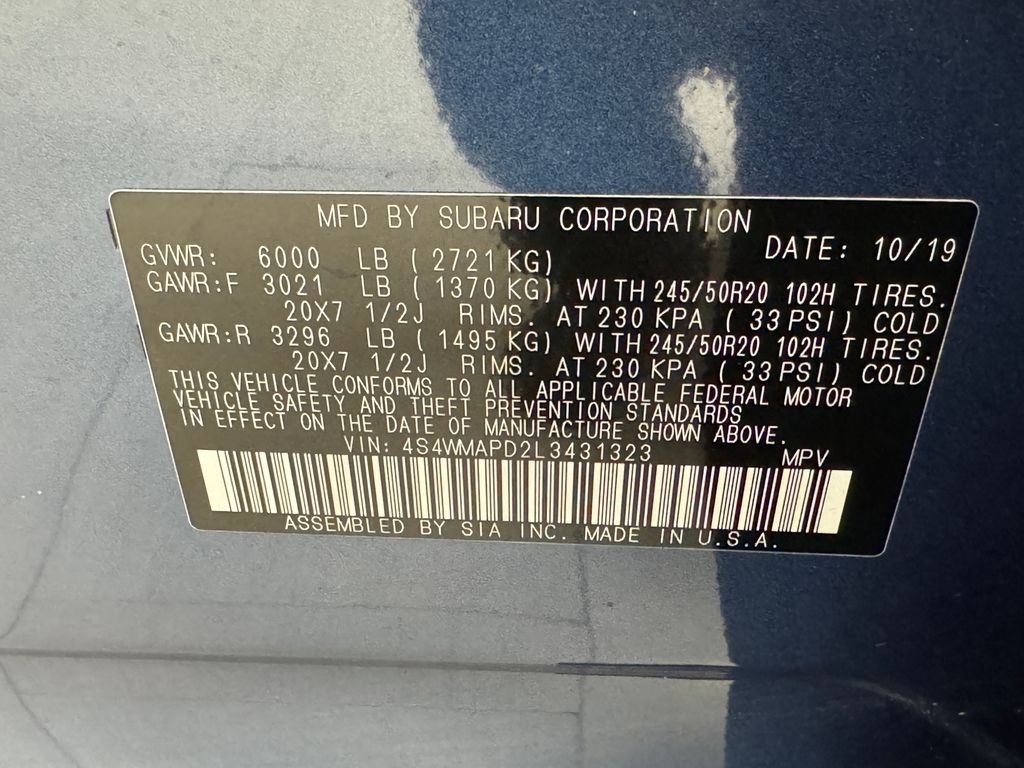 MFD BY SUBARU CORPORATION
DATE: 10/19
GVWR: 6000 LB ( 2721 KG)
GAWR:F 3021 LB ( 1370 KG) WITH 245/50R20 102H TIRES.
20X7 1/2J RIMS. AT 230 KPA ( 33 PSI) COLD
GAWR:R 3296 LB ( 1495 KG) WITH 245/50R20 102H TIRES.
20X7 1/2J RIMS. AT 230 KPA ( 33 PSI) COLD
THIS VEHICLE CONFORMS TO ALL APPLICABLE FEDERAL MOTOR
VEHICLE SAFETY AND THEFT PREVENTION STANDARDS
IN EFFECT ON THE DATE OF MANUFACTURE SHOWN ABOVE.
VIN: 4S4WMAPD2L3431323 MPV
ASSEMBLED BY SIA INC. MADE IN U.S.A.